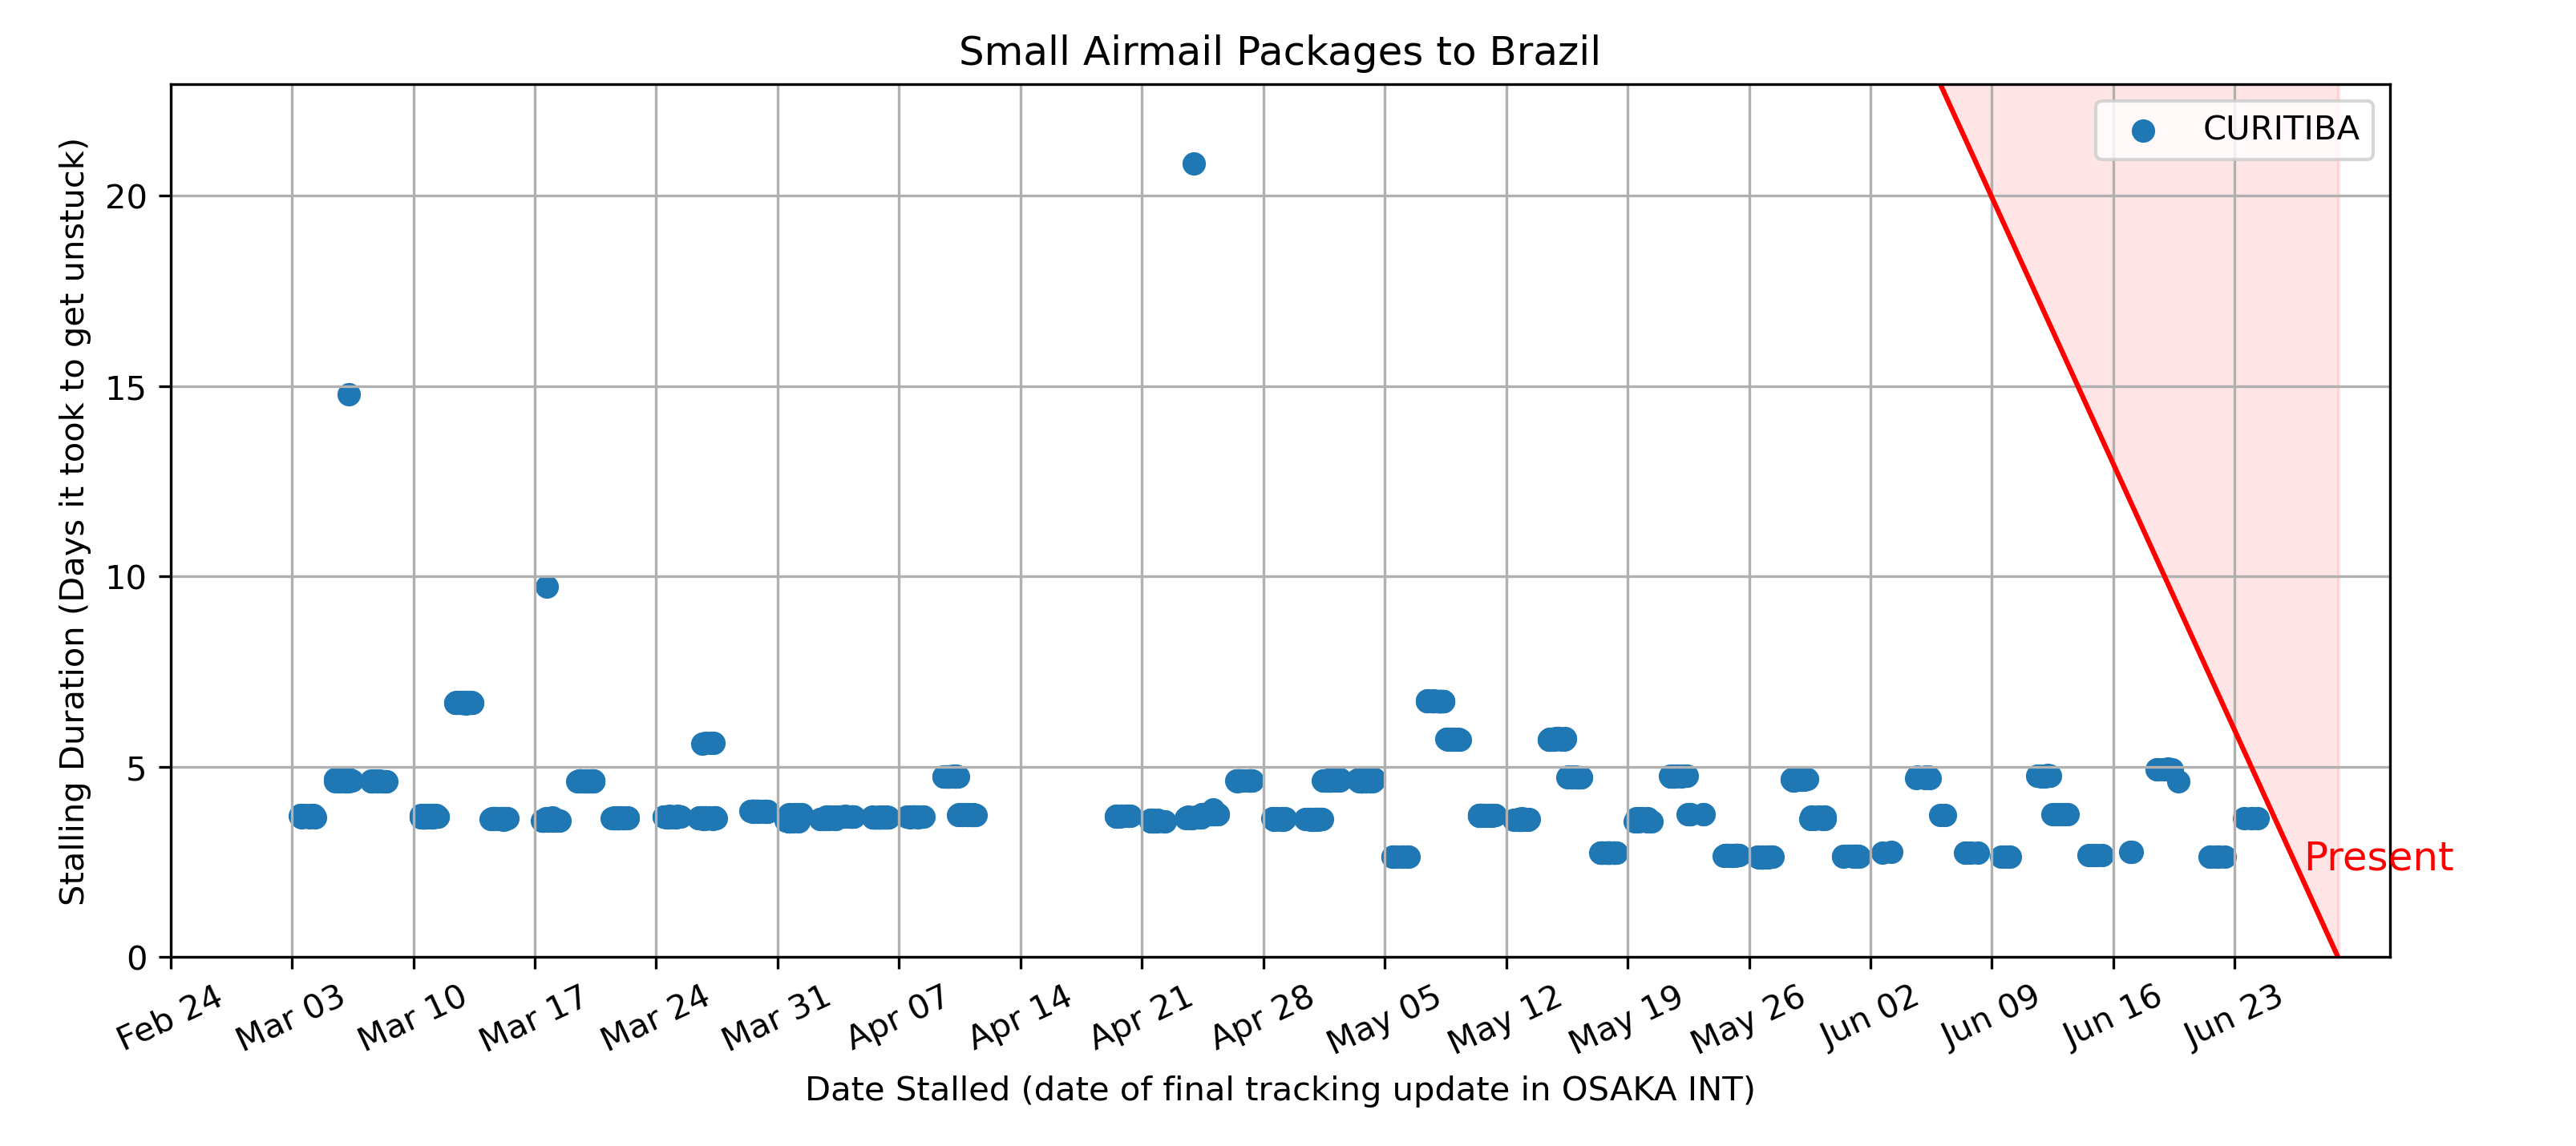 Small Airmail Packages to Brazil
CURITIBA
Stalling Duration (Days it took to get unstuck)
20
15
10
5
0
Present
Feb 24
Mar 03
Mar 10
Mar 17
Mar 24
Mar 31
Apr 07
Apr 14
Apr 21
Apr 28
May 05
May 12
May 19
May 26
Jun 02
Jun 09
Jun 16
Jun 23
Date Stalled (date of final tracking update in OSAKA INT)